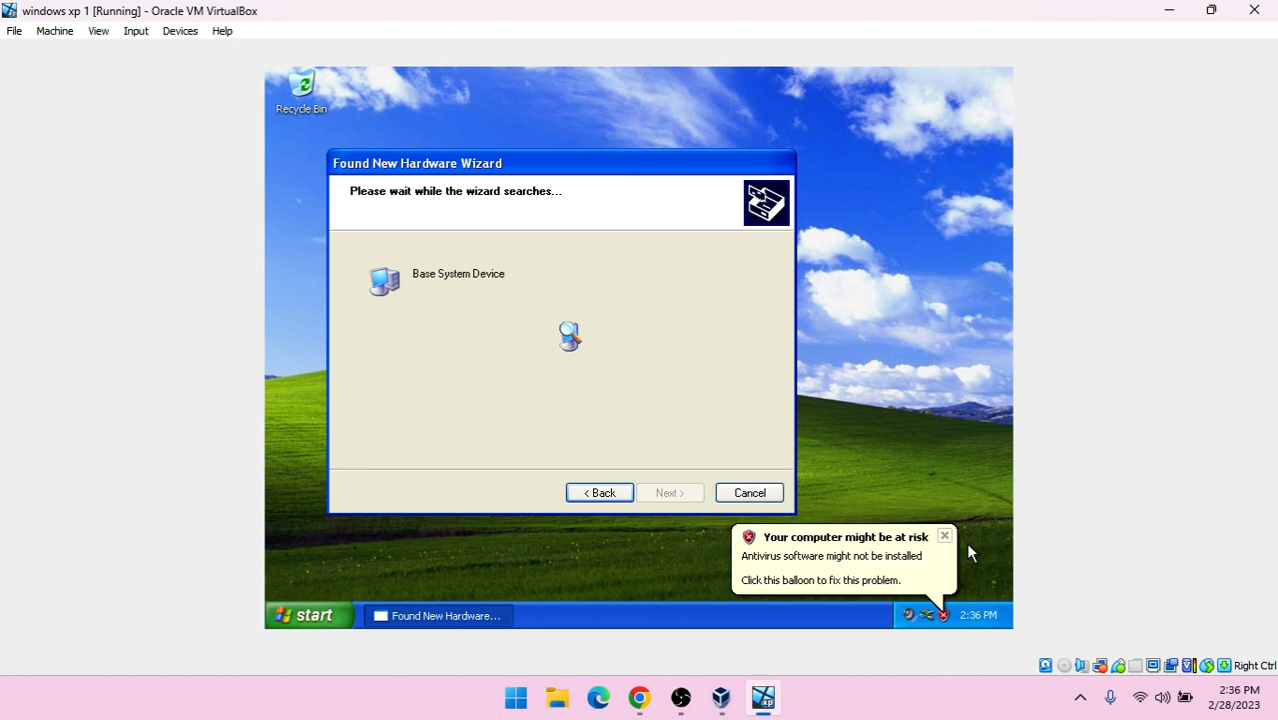 windows xp 1 [Running] - Oracle VM VirtualBox
File Machine View Input Devices Help
Recycle Bin
Found New Hardware Wizard
Please wait while the wizard searches...
Base System Device
< Back Next > Cancel
Your computer might be at risk
Antivirus software might not be installed
Click this balloon to fix this problem.
start Found New Hardware... 2:36 PM
Right Ctrl
xp
2:36 PM
2/28/2023